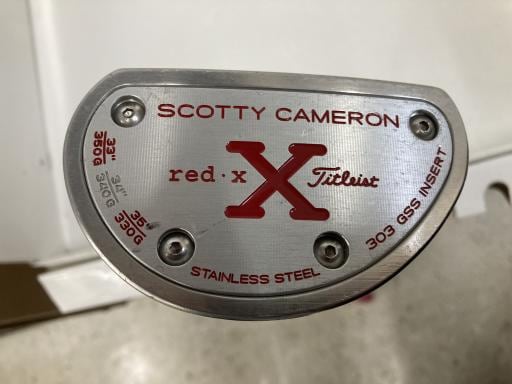 SCOTTY CAMERON
red·x X Titleist
33"
350G
34"
340G
35"
330G
303 GSS INSERT
STAINLESS STEEL